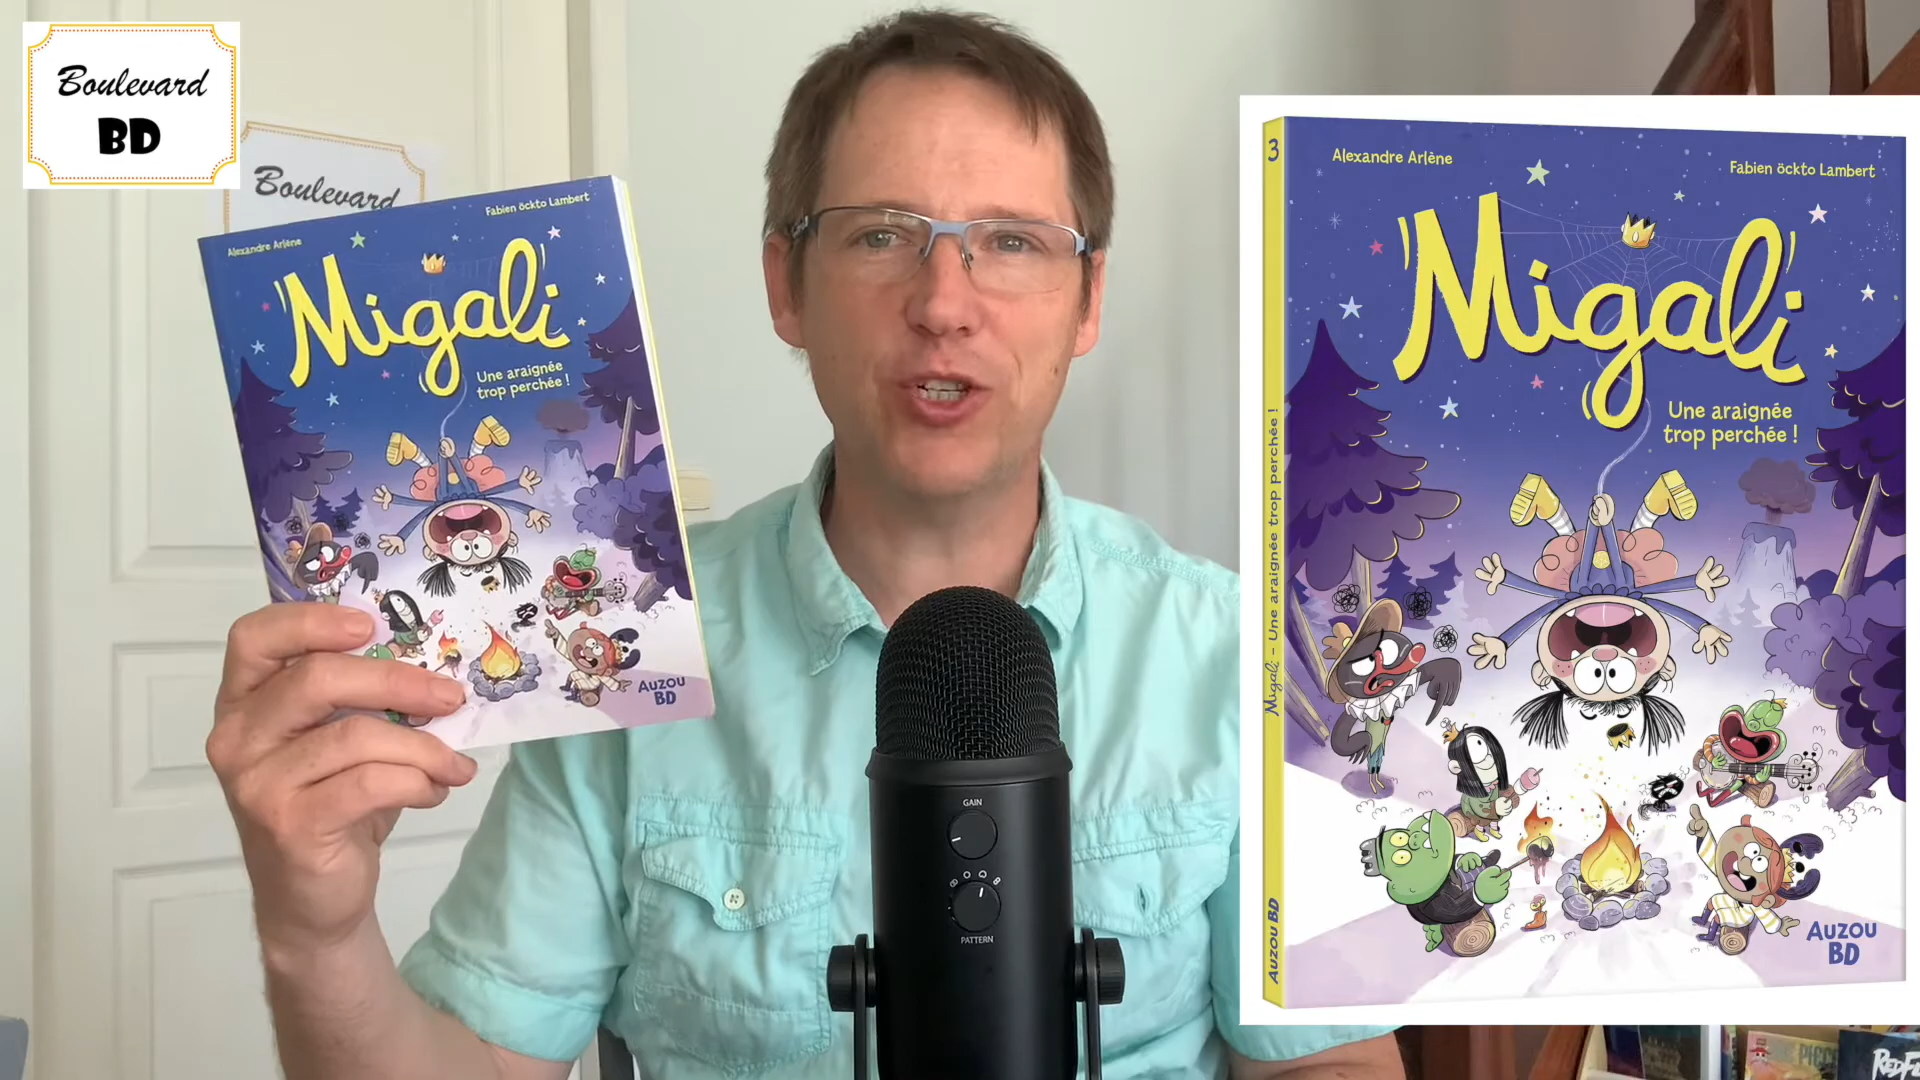 Boulevard
BD
Boulevard
Alexandre Arlène
Fabien öckto Lambert
Migali
Une araignée
trop perchée !
AUZOU
BD
GAIN
PATTERN
3
Migali - Une araignée trop perchée !
AUZOU BD
Alexandre Arlène
Fabien öckto Lambert
Migali
Une araignée
trop perchée !
AUZOU
BD